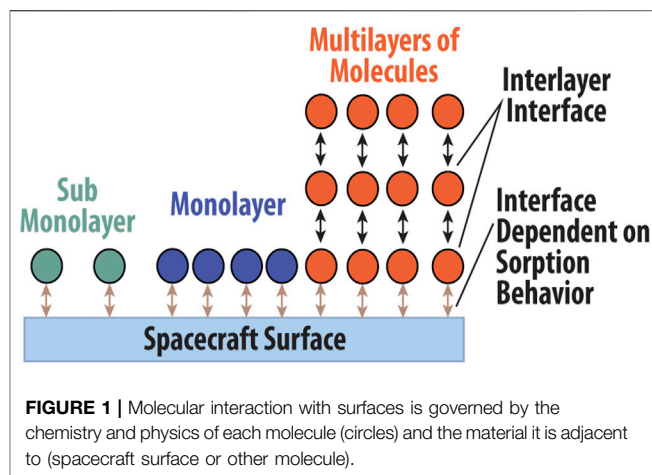 Multilayers of
Molecules
Interlayer
Interface
Sub
Monolayer
Monolayer
Interface
Dependent on
Sorption
Behavior
Spacecraft Surface
FIGURE 1 | Molecular interaction with surfaces is governed by the
chemistry and physics of each molecule (circles) and the material it is adjacent
to (spacecraft surface or other molecule).